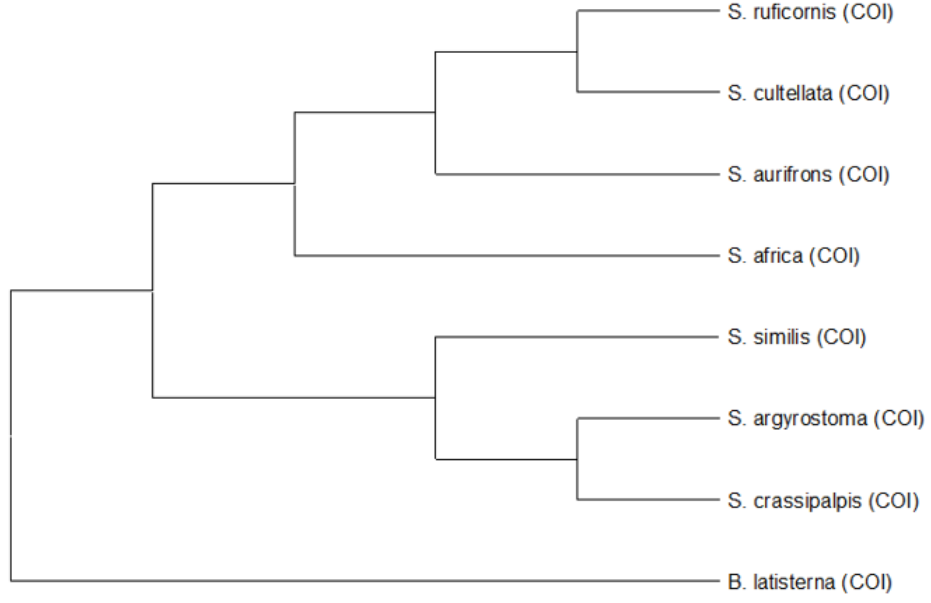 S. ruficornis (COI)
S. cultellata (COI)
S. aurifrons (COI)
S. africa (COI)
S. similis (COI)
S. argyrostoma (COI)
S. crassipalpis (COI)
B. latisterna (COI)